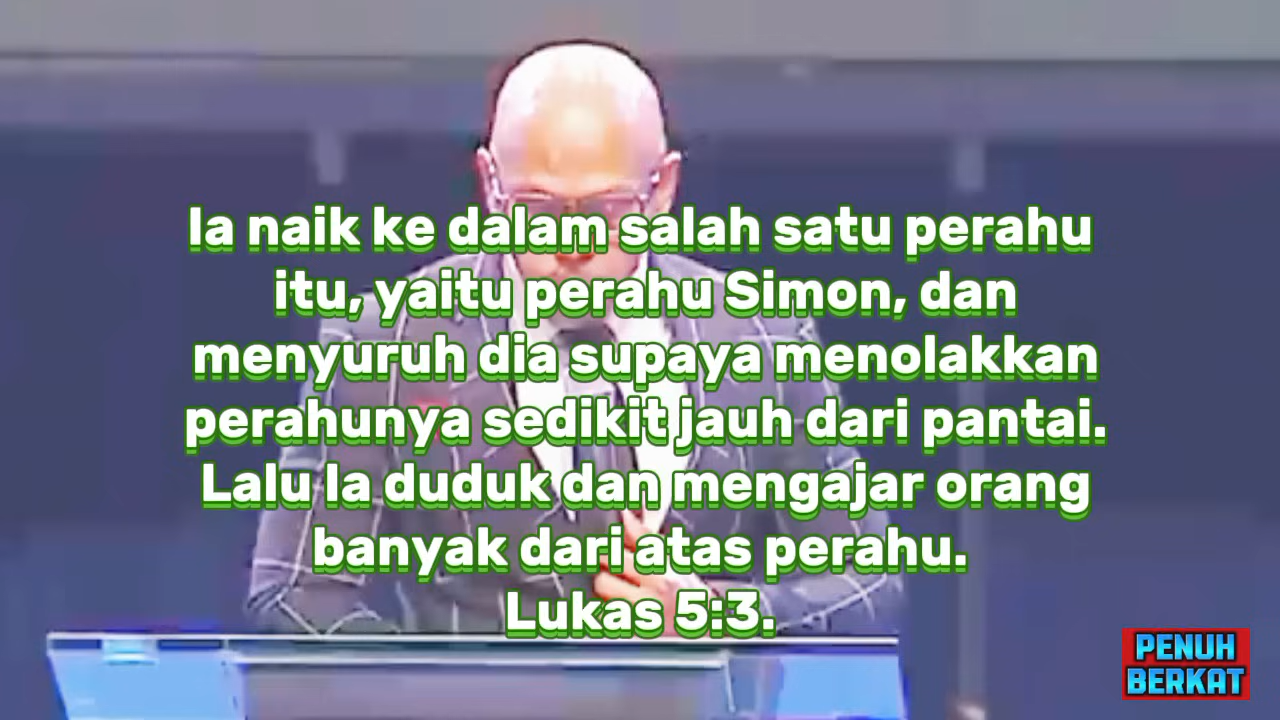 Ia naik ke dalam salah satu perahu
itu, yaitu perahu Simon, dan
menyuruh dia supaya menolakkan
perahunya sedikit jauh dari pantai.
Lalu Ia duduk dan mengajar orang
banyak dari atas perahu.
Lukas 5:3.
PENUH
BERKAT